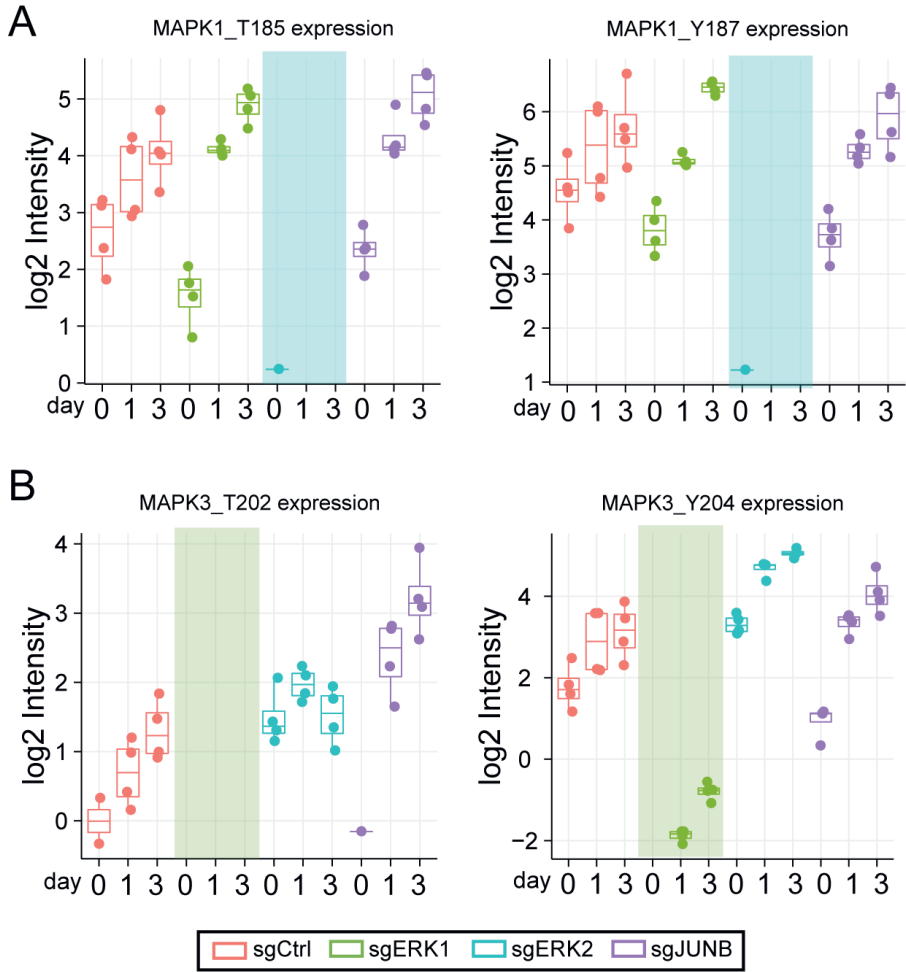 A
MAPK1_T185 expression
MAPK1_Y187 expression
log2 Intensity
5
4
3
2
1
0
day 0 1 3 0 1 3 0 1 3 0 1 3
log2 Intensity
6
5
4
3
2
1
day 0 1 3 0 1 3 0 1 3 0 1 3
B
MAPK3_T202 expression
MAPK3_Y204 expression
log2 Intensity
4
3
2
1
0
day 0 1 3 0 1 3 0 1 3 0 1 3
log2 Intensity
4
2
0
−2
day 0 1 3 0 1 3 0 1 3 0 1 3
sgCtrl sgERK1 sgERK2 sgJUNB